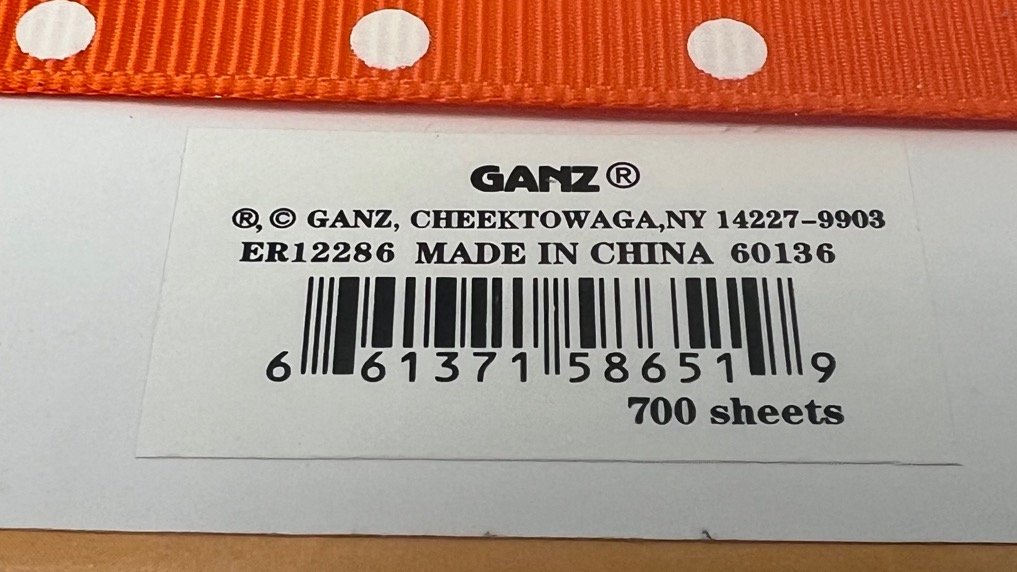 GANZ®
®, © GANZ, CHEEKTOWAGA,NY 14227-9903
ER12286 MADE IN CHINA 60136
6 61371 58651 9
700 sheets